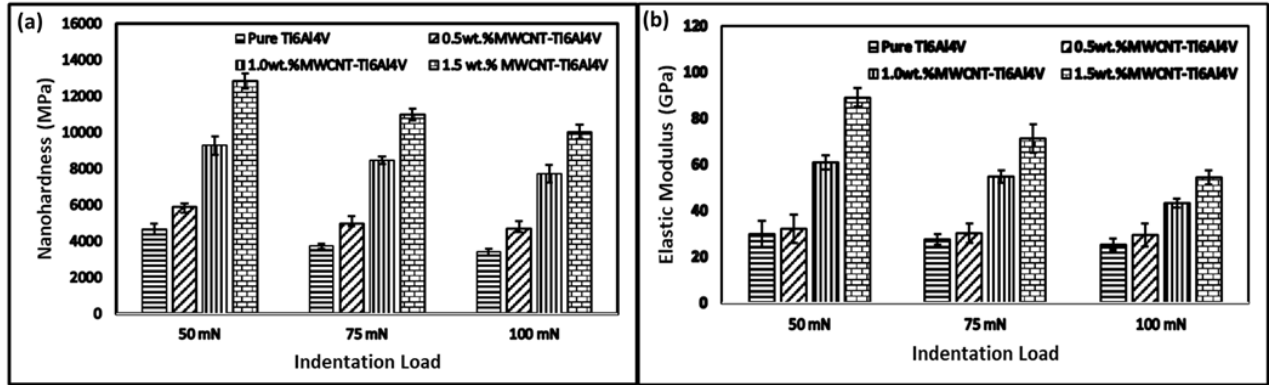 (a)
16000
14000
12000
10000
8000
6000
4000
2000
0
Nanohardness (MPa)
Pure Ti6Al4V
0.5wt.%MWCNT-Ti6Al4V
1.0wt.%MWCNT-Ti6Al4V
1.5 wt.% MWCNT-Ti6Al4V
50 mN
75 mN
100 mN
Indentation Load
(b)
120
100
80
60
40
20
0
Elastic Modulus (GPa)
Pure Ti6Al4V
0.5wt.%MWCNT-Ti6Al4V
1.0wt.%MWCNT-Ti6Al4V
1.5wt.%MWCNT-Ti6Al4V
50 mN
75 mN
100 mN
Indentation Load